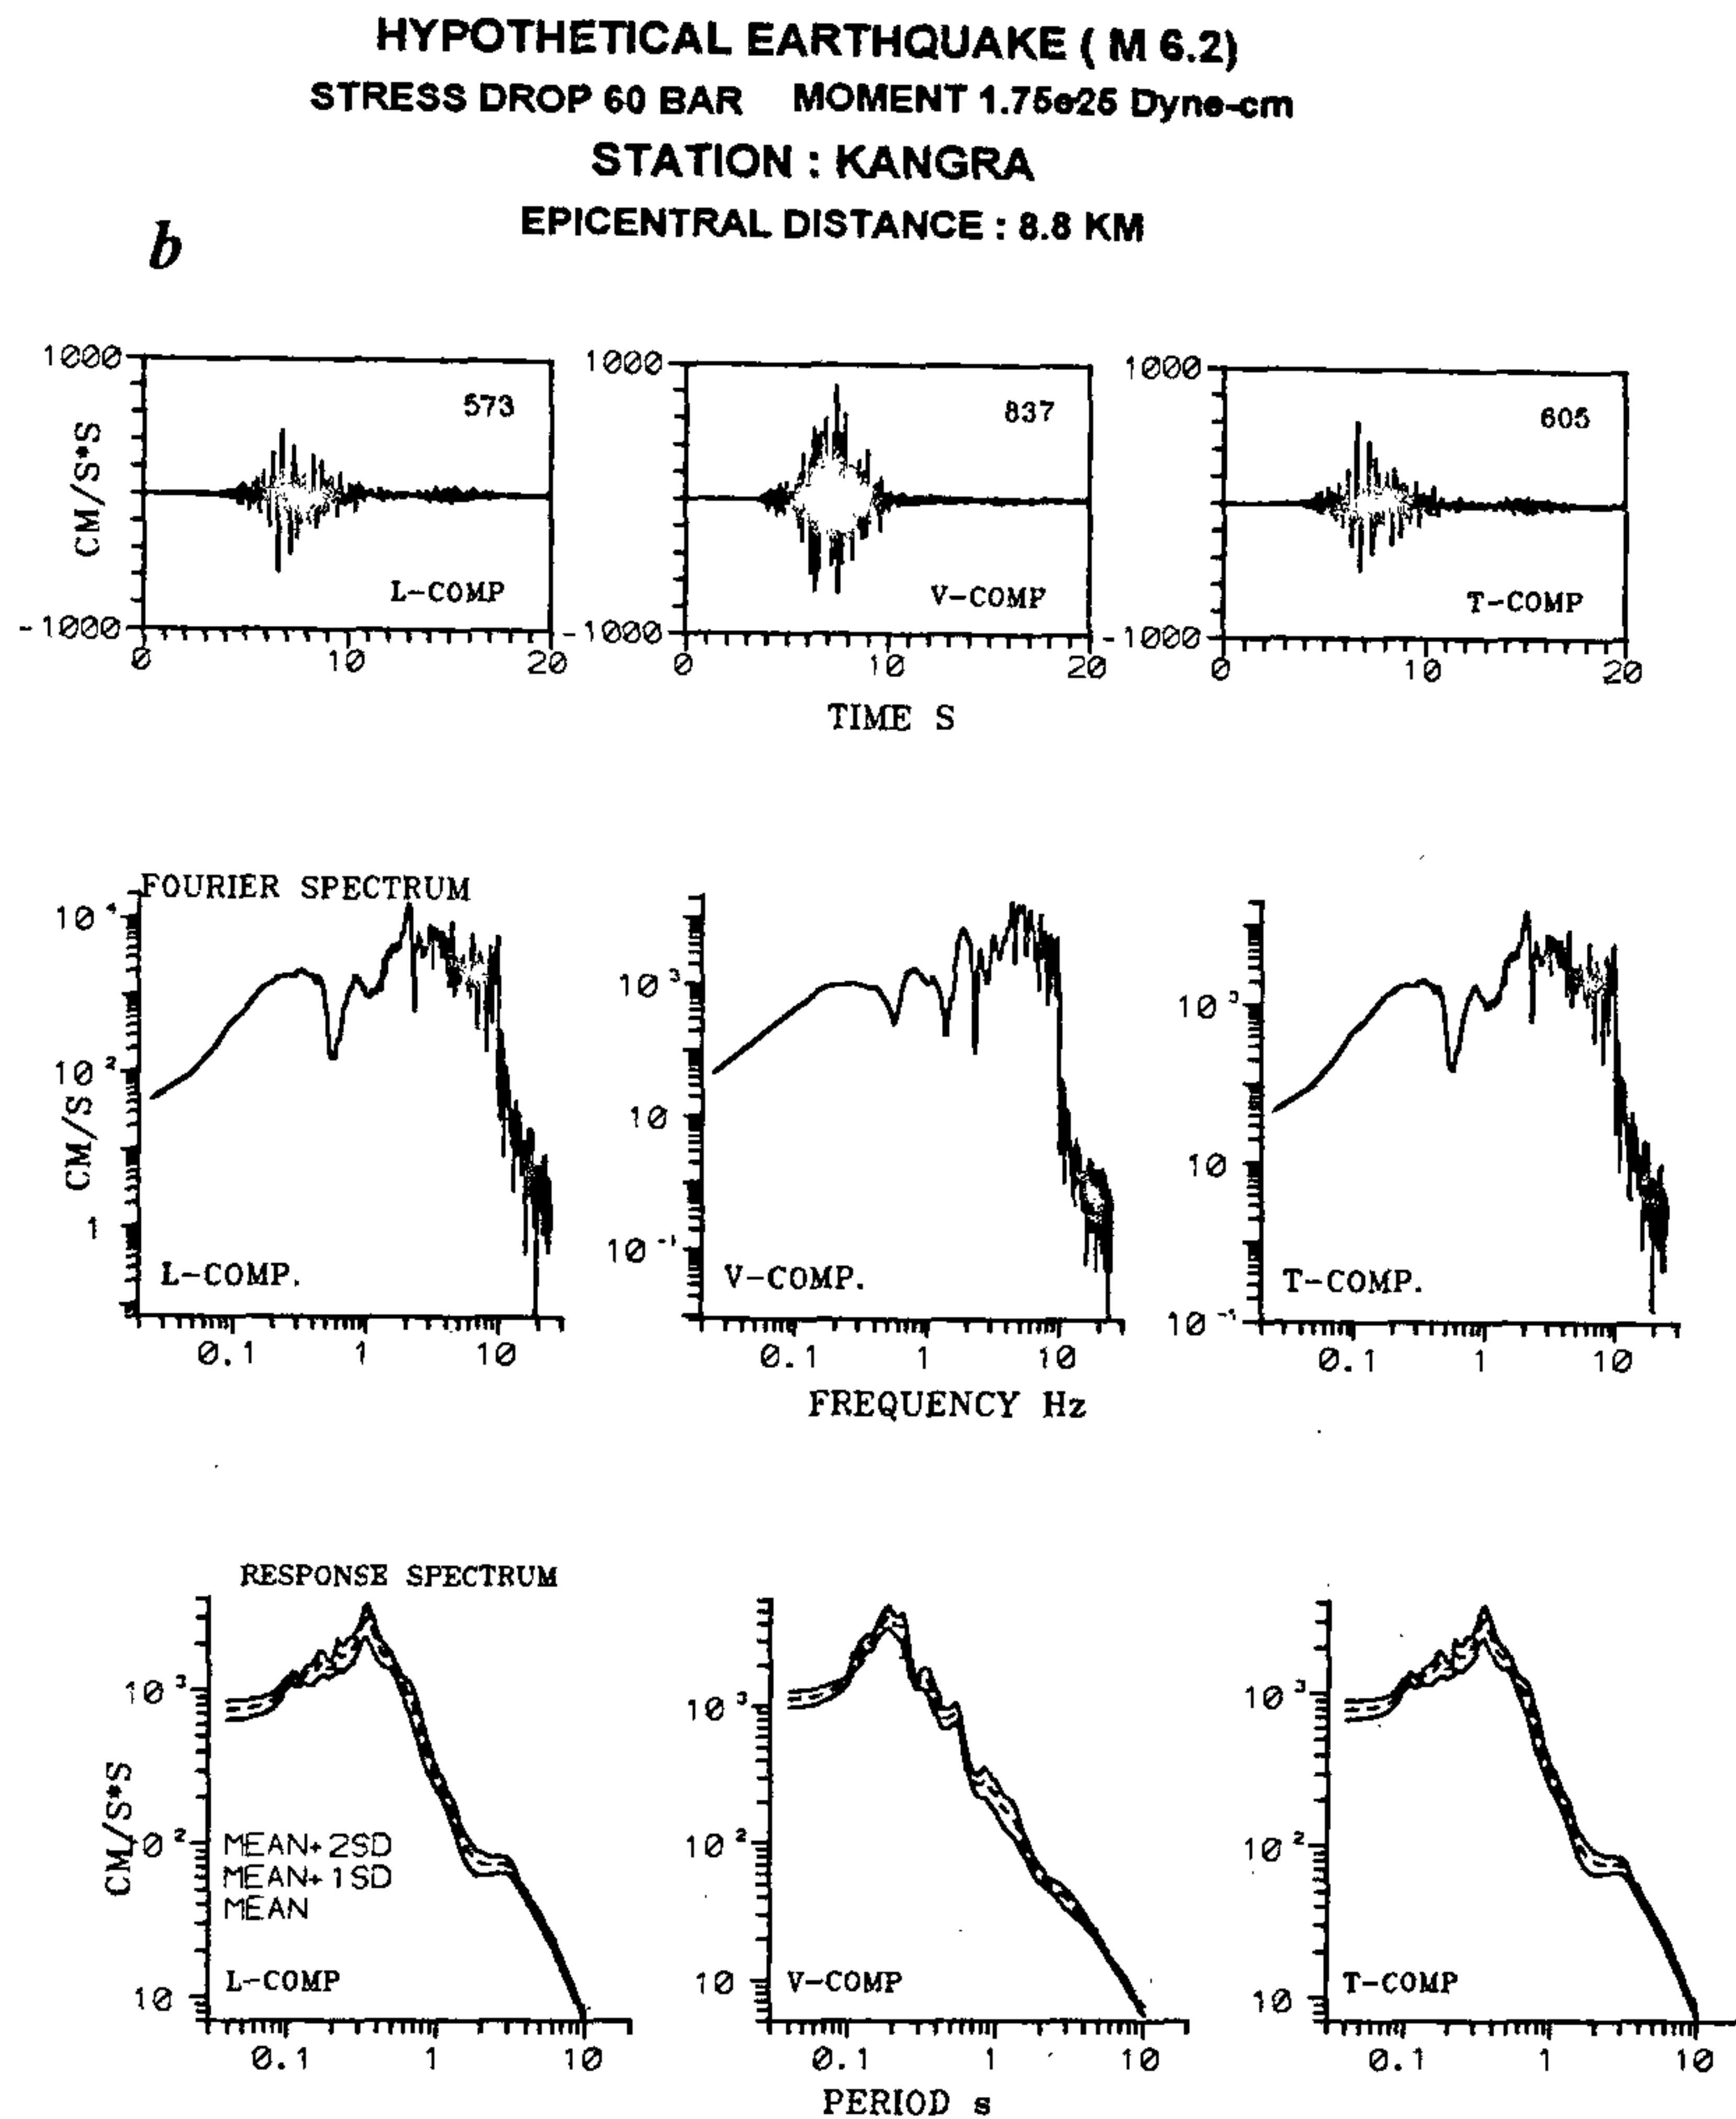 HYPOTHETICAL EARTHQUAKE ( M 6.2)
STRESS DROP 60 BAR MOMENT 1.75e25 Dyne-cm
STATION : KANGRA
EPICENTRAL DISTANCE : 8.8 KM
b
1000 1000 1000
573 837 605
CM/S*S
L-COMP V-COMP T-COMP
-1000 -1000 -1000
0 10 20 0 10 20 0 10 20
TIME S
FOURIER SPECTRUM
10⁴
10³ 10³
10²
10 10
CM/S
1
10⁻¹
L-COMP. V-COMP. T-COMP.
10⁻¹
0.1 1 10 0.1 1 10 0.1 1 10
FREQUENCY Hz
RESPONSE SPECTRUM
10³ 10³ 10³
CM/S*S
10² 10² 10²
MEAN+2SD
MEAN+1SD
MEAN
L-COMP V-COMP T-COMP
10 10 10
0.1 1 10 0.1 1 10 0.1 1 10
PERIOD s